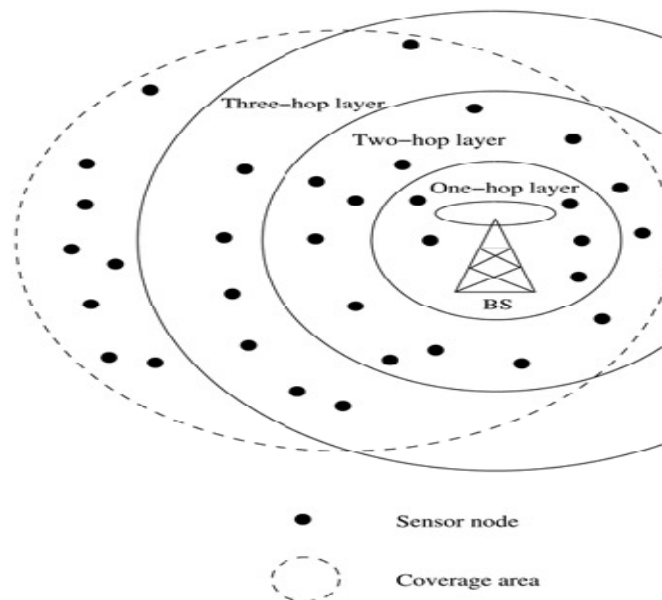 Three-hop layer
Two-hop layer
One-hop layer
BS
Sensor node
Coverage area